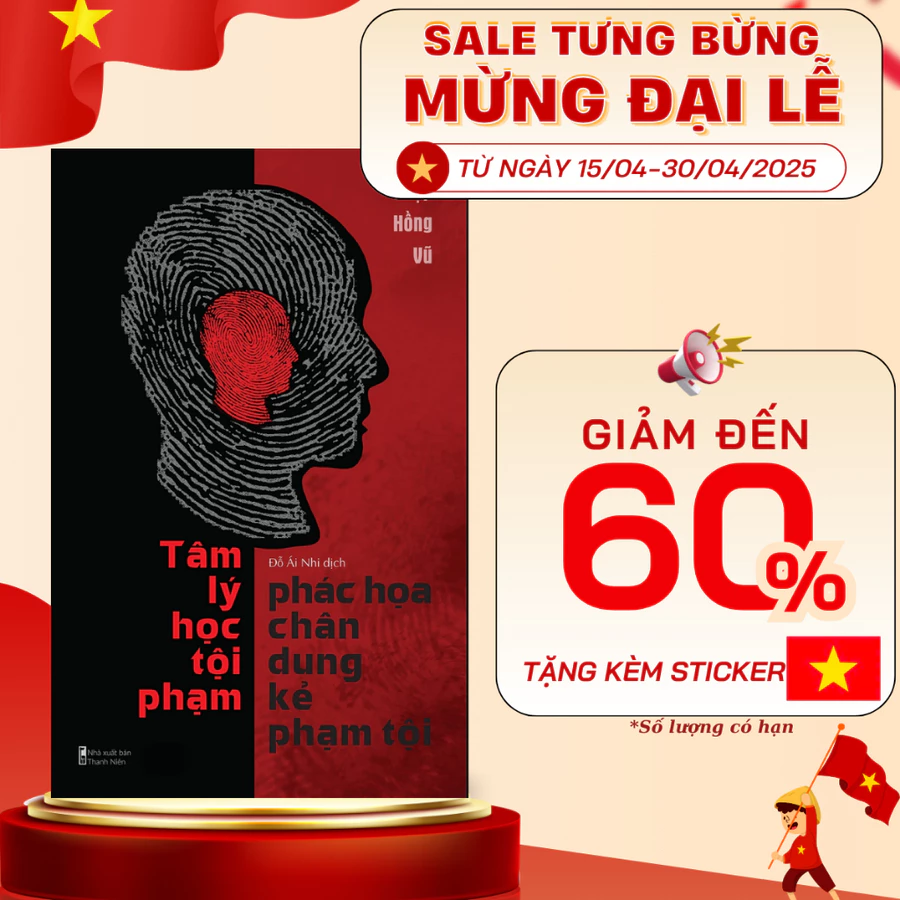 SALE TƯNG BỪNG
MỪNG ĐẠI LỄ
TỪ NGÀY 15/04-30/04/2025
Hồng
Vũ
GIẢM ĐẾN
60%
TẶNG KÈM STICKER
*Số lượng có hạn
Tâm
lý
học
tội
phạm
Đỗ Ái Nhi dịch
phác họa
chân
dung
kẻ
phạm tội
Nhà xuất bản
Thanh Niên